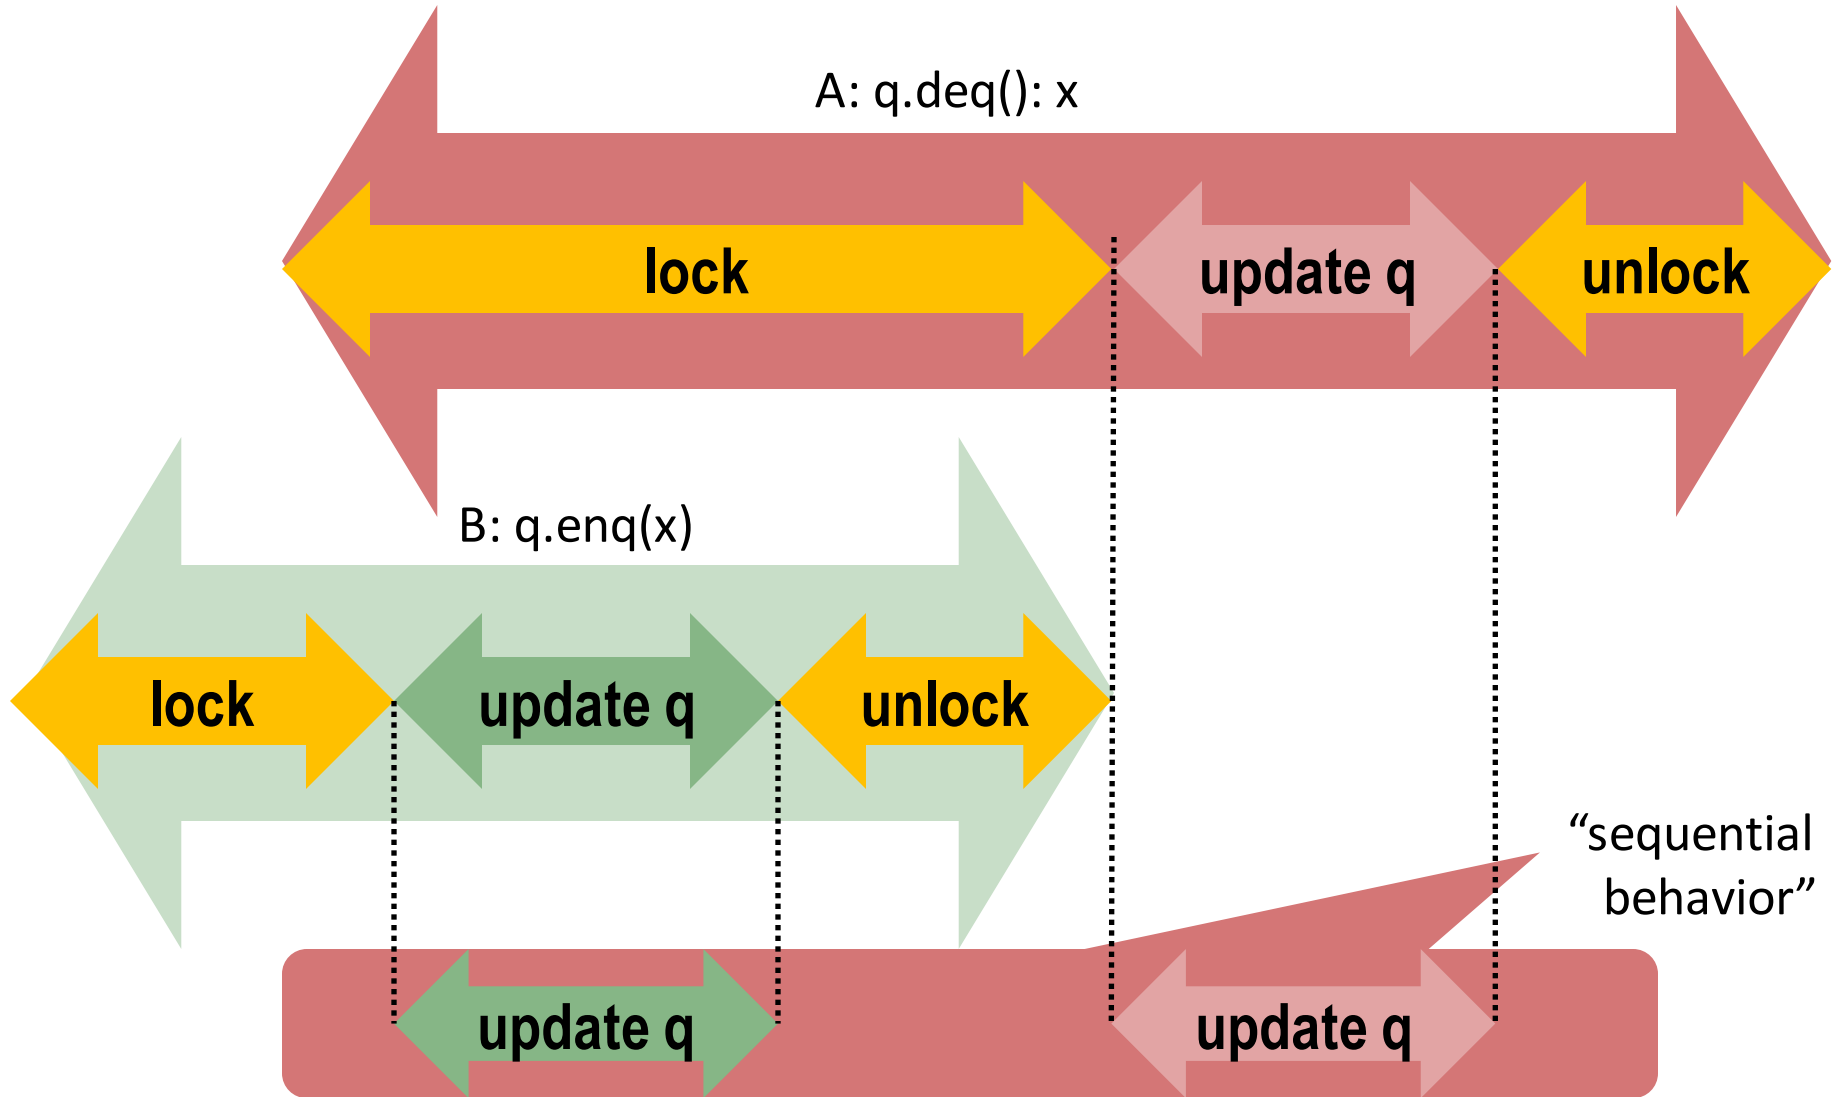 A: q.deq(): x
lock
update q
unlock
B: q.enq(x)
lock
update q
unlock
“sequential
behavior”
update q
update q